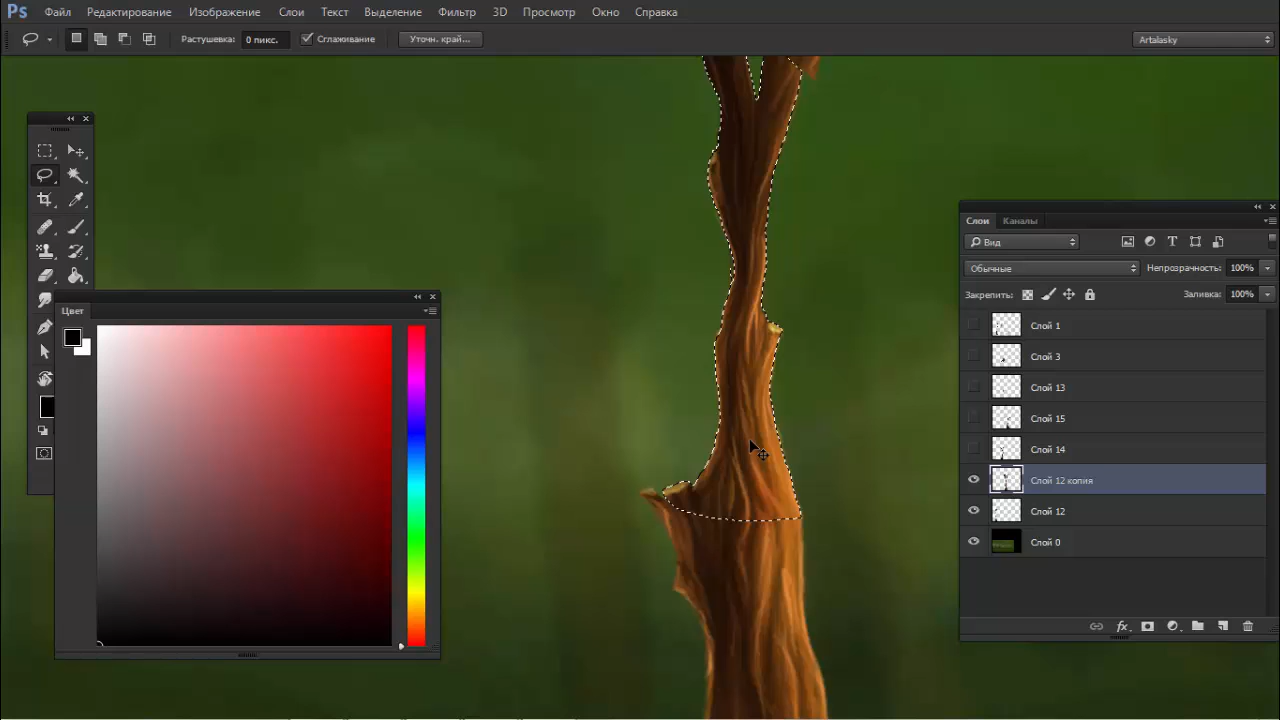 Ps Файл Редактирование Изображение Слои Текст Выделение Фильтр 3D Просмотр Окно Справка
Растушевка: 0 пикс. Сглаживание Уточн. край... Artalasky
Слои Каналы
Вид
Обычные Непрозрачность: 100%
Закрепить: Заливка: 100%
Цвет
Слой 1
Слой 3
Слой 13
Слой 15
Слой 14
Слой 12 копия
Слой 12
Слой 0
fx